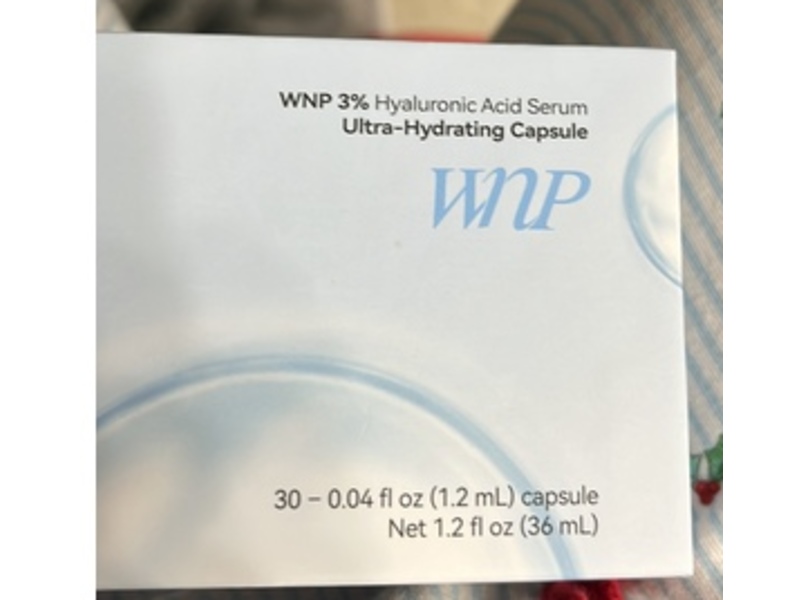 WNP 3% Hyaluronic Acid Serum
Ultra-Hydrating Capsule
WNP
30 – 0.04 fl oz (1.2 mL) capsule
Net 1.2 fl oz (36 mL)